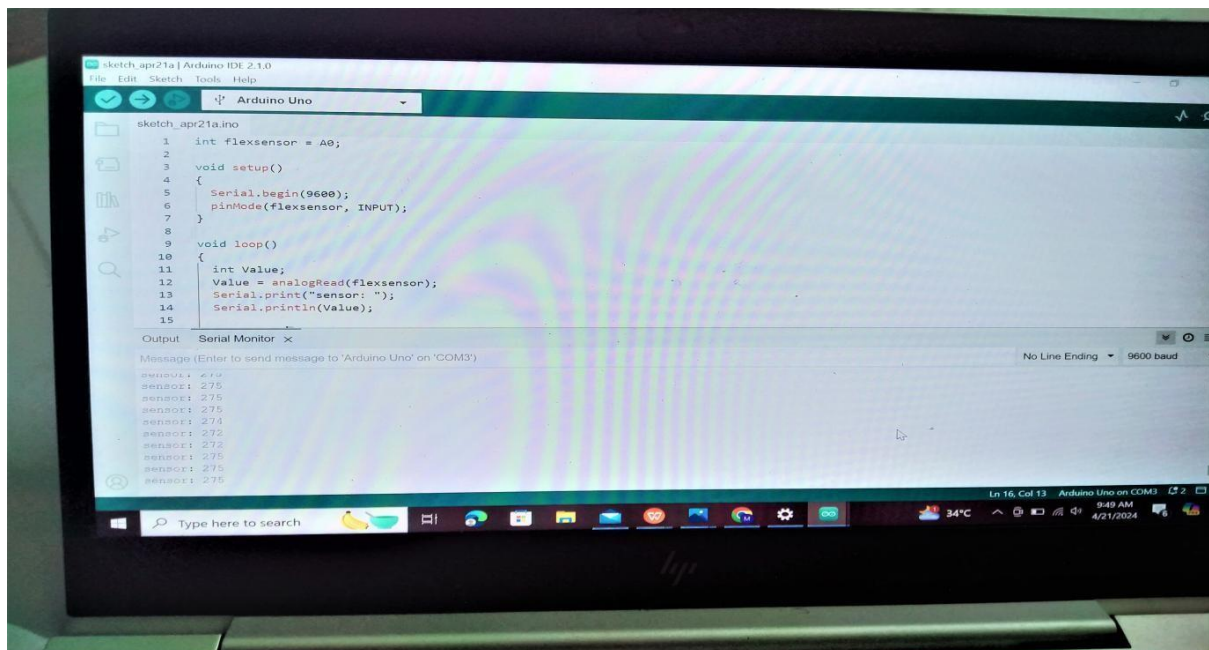 sketch_apr21a | Arduino IDE 2.1.0
File Edit Sketch Tools Help
Arduino Uno
sketch_apr21a.ino
1 int flexsensor = A0;
2
3 void setup()
4 {
5 Serial.begin(9600);
6 pinMode(flexsensor, INPUT);
7 }
8
9 void loop()
10 {
11 int Value;
12 Value = analogRead(flexsensor);
13 Serial.print("sensor: ");
14 Serial.println(Value);
15
Output Serial Monitor ×
Message (Enter to send message to 'Arduino Uno' on 'COM3') No Line Ending 9600 baud
sensor: 275
sensor: 275
sensor: 275
sensor: 274
sensor: 272
sensor: 272
sensor: 275
sensor: 275
sensor: 275
Ln 16, Col 13 Arduino Uno on COM3 2
Type here to search 34°C 9:49 AM
4/21/2024
hp